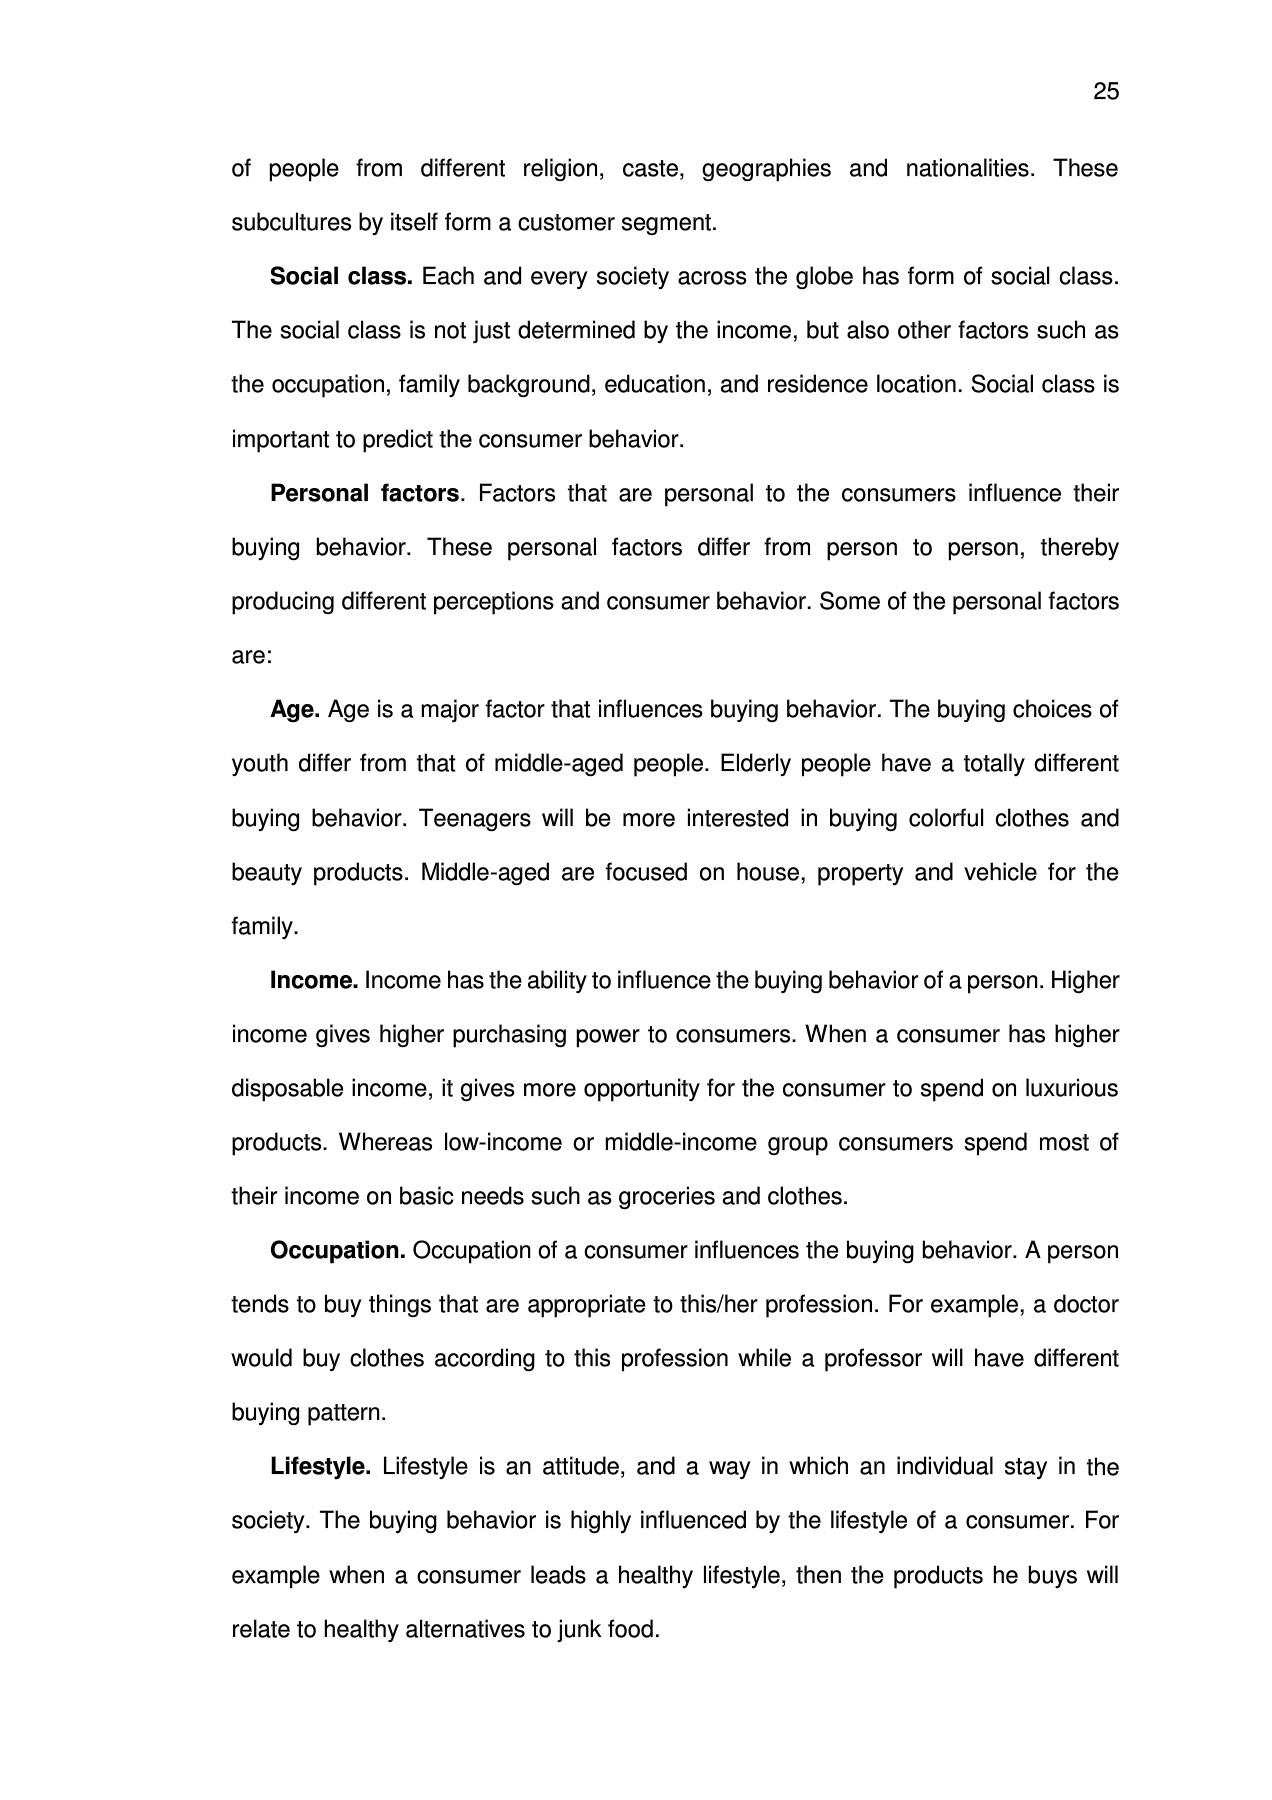 25
of people from different religion, caste, geographies and nationalities. These
subcultures by itself form a customer segment.
Social class. Each and every society across the globe has form of social class.
The social class is not just determined by the income, but also other factors such as
the occupation, family background, education, and residence location. Social class is
important to predict the consumer behavior.
Personal factors. Factors that are personal to the consumers influence their
buying behavior. These personal factors differ from person to person, thereby
producing different perceptions and consumer behavior. Some of the personal factors
are:
Age. Age is a major factor that influences buying behavior. The buying choices of
youth differ from that of middle-aged people. Elderly people have a totally different
buying behavior. Teenagers will be more interested in buying colorful clothes and
beauty products. Middle-aged are focused on house, property and vehicle for the
family.
Income. Income has the ability to influence the buying behavior of a person. Higher
income gives higher purchasing power to consumers. When a consumer has higher
disposable income, it gives more opportunity for the consumer to spend on luxurious
products. Whereas low-income or middle-income group consumers spend most of
their income on basic needs such as groceries and clothes.
Occupation. Occupation of a consumer influences the buying behavior. A person
tends to buy things that are appropriate to this/her profession. For example, a doctor
would buy clothes according to this profession while a professor will have different
buying pattern.
Lifestyle. Lifestyle is an attitude, and a way in which an individual stay in the
society. The buying behavior is highly influenced by the lifestyle of a consumer. For
example when a consumer leads a healthy lifestyle, then the products he buys will
relate to healthy alternatives to junk food.